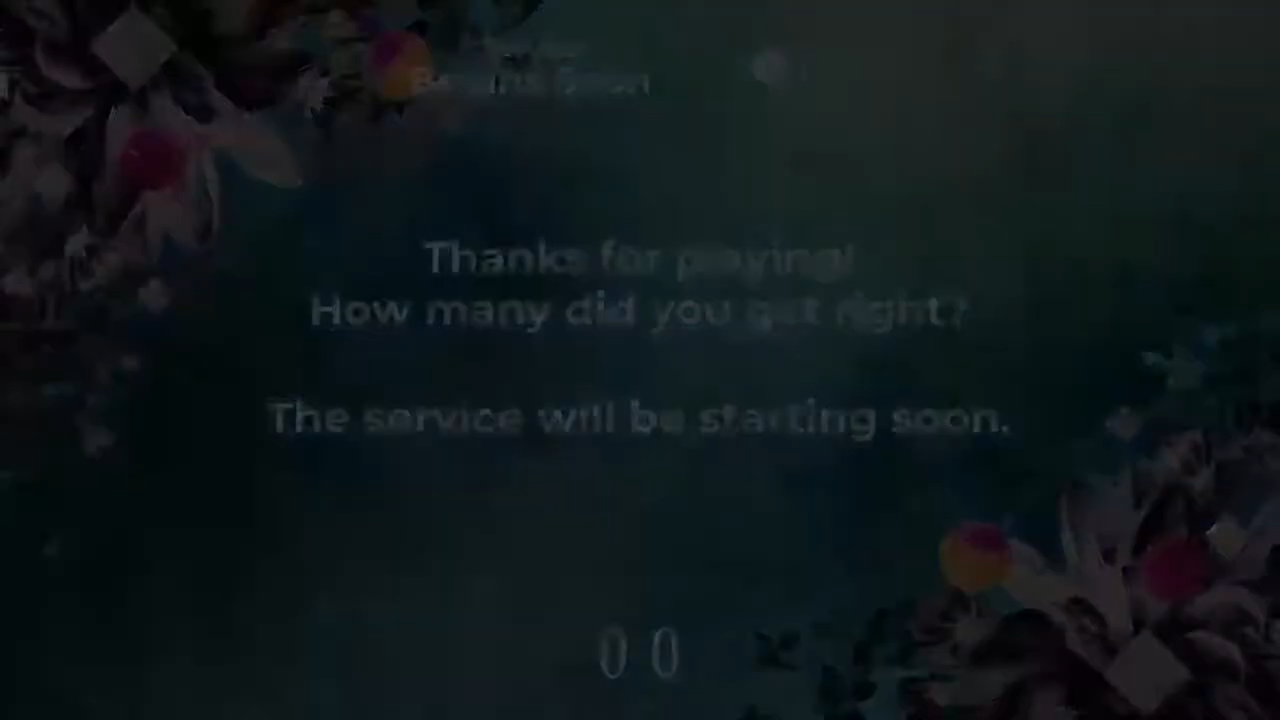 Thanks for playing!
How many did you get right?
The service will be starting soon.
00